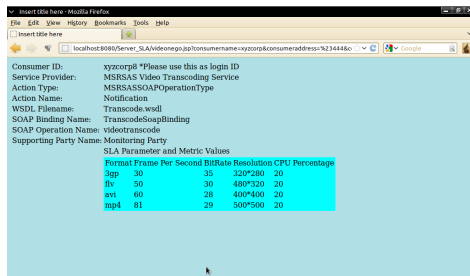 Insert title here - Mozilla Firefox
File Edit View History Bookmarks Tools Help
Insert title here
localhost:8080/Server_SLA/videonego.jsp?consumername=xyzcorp&consumeraddress=%23444&co
Google
Consumer ID: xyzcorp8 *Please use this as login ID
Service Provider: MSRSAS Video Transcoding Service
Action Type: MSRSASSOAPOperationType
Action Name: Notification
WSDL Filename: Transcode.wsdl
SOAP Binding Name: TranscodeSoapBinding
SOAP Operation Name: videotranscode
Supporting Party Name: Monitoring Party
SLA Parameter and Metric Values
Format Frame Per Second BitRate Resolution CPU Percentage
3gp 30 35 320*280 20
flv 50 30 480*320 20
avi 60 28 400*400 20
mp4 81 29 500*500 20